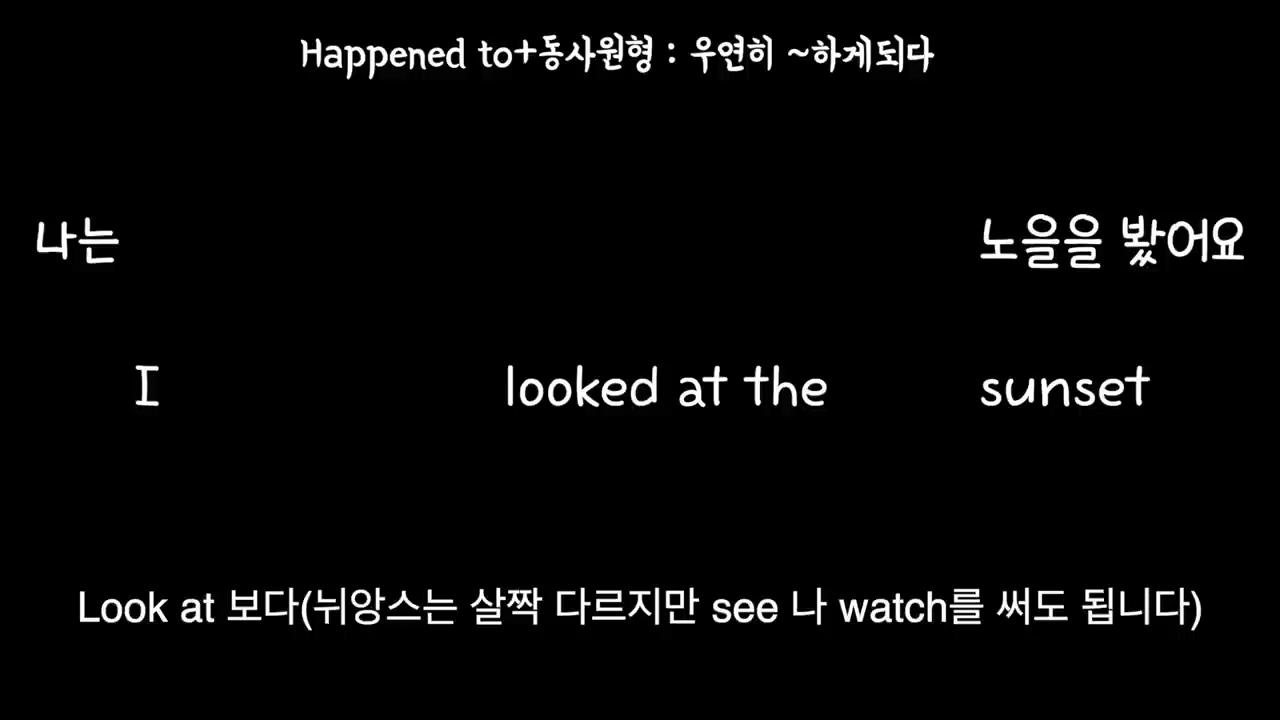 Happened to+동사원형 : 우연히 ~하게되다
나는 노을을 봤어요
I looked at the sunset
Look at 보다(뉘앙스는 살짝 다르지만 see 나 watch를 써도 됩니다)